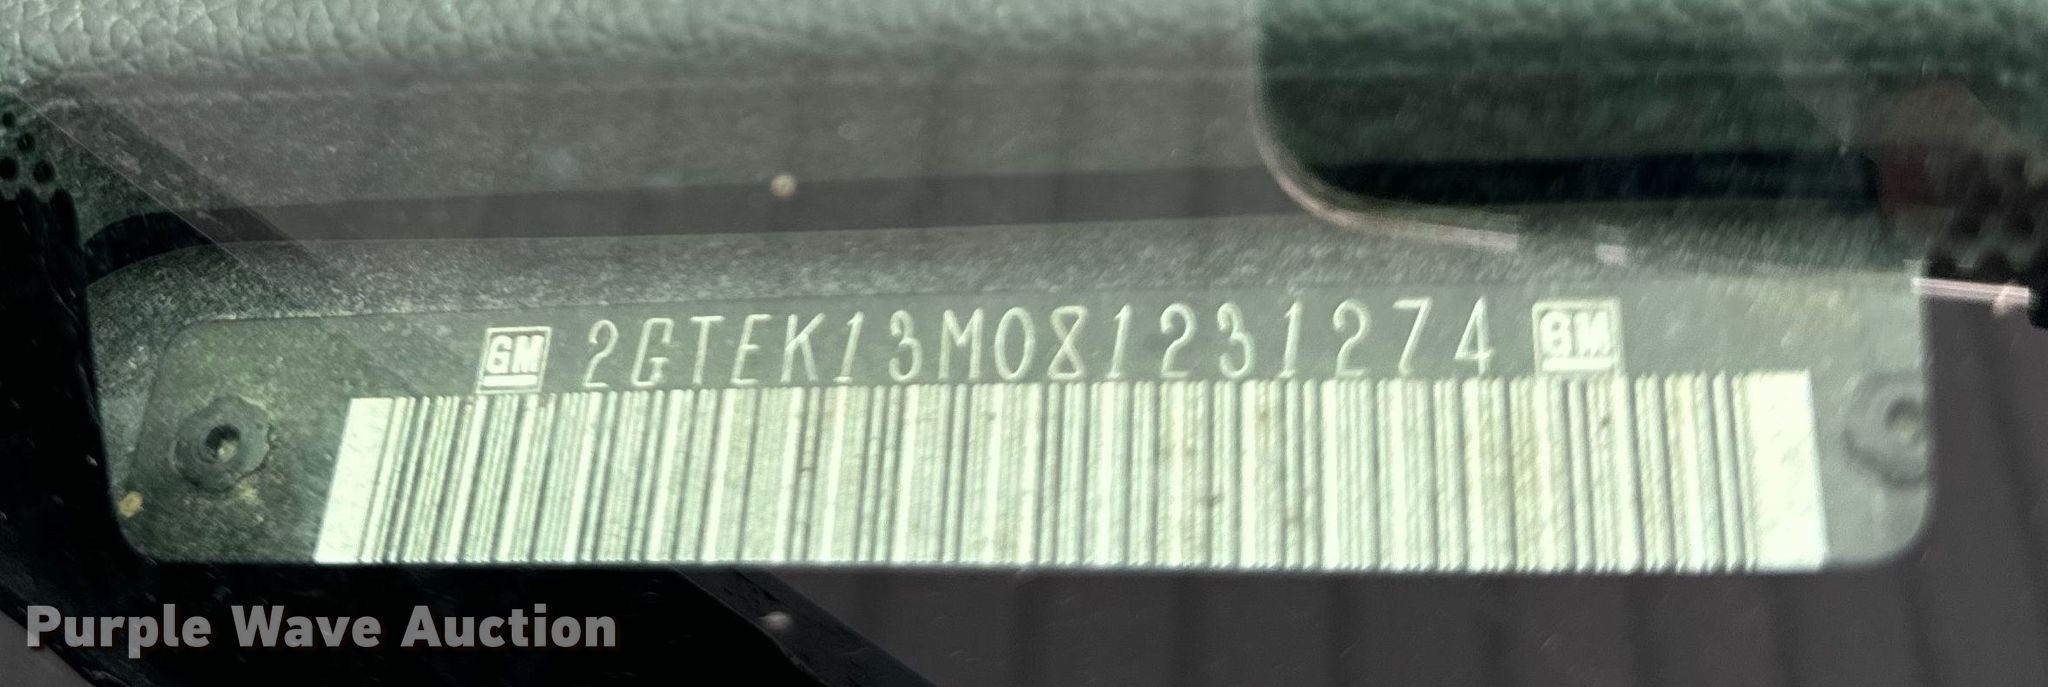 GM 2GTEK13M081231274 GM
Purple Wave Auction